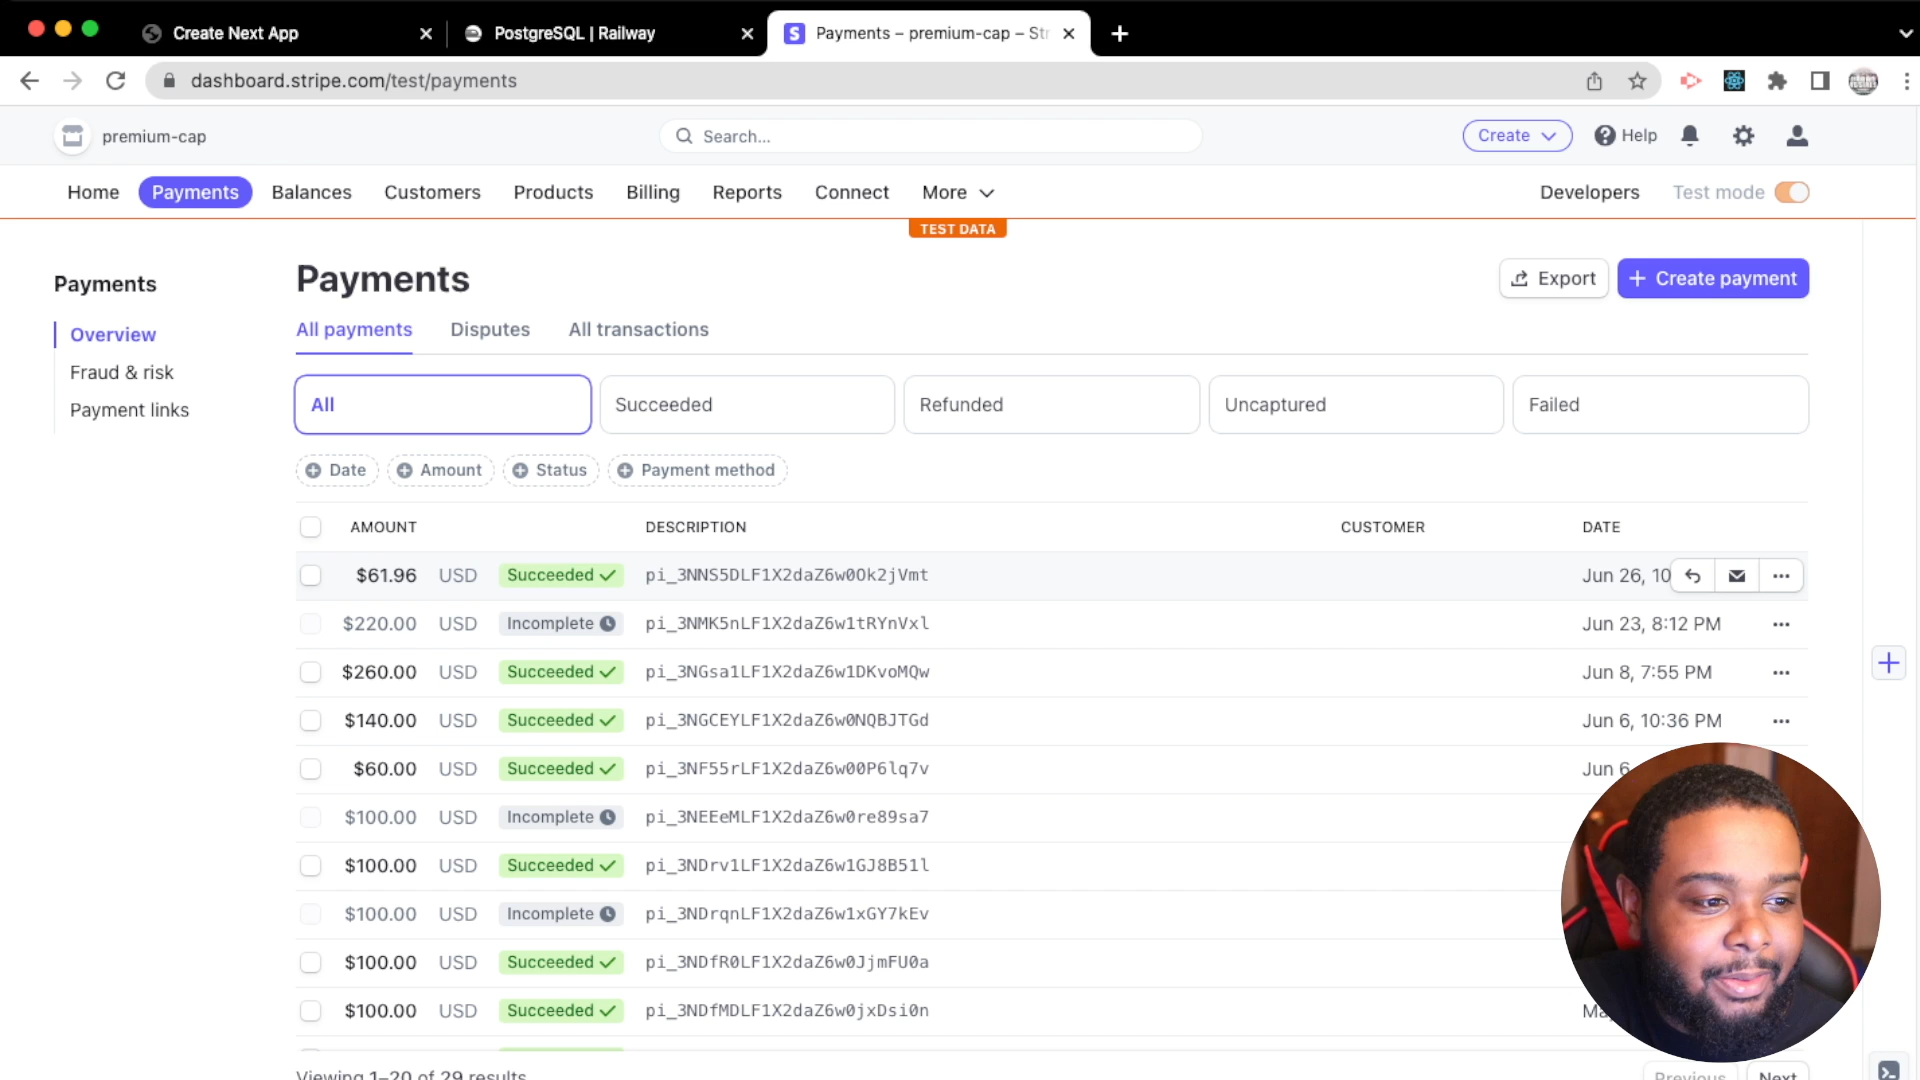 Create Next App
PostgreSQL | Railway
Payments – premium-cap – Str
dashboard.stripe.com/test/payments
premium-cap
Search...
Create
Help
Home
Payments
Balances
Customers
Products
Billing
Reports
Connect
More
Developers
Test mode
TEST DATA
Payments
Overview
Fraud & risk
Payment links
Payments
Export
Create payment
All payments
Disputes
All transactions
All
Succeeded
Refunded
Uncaptured
Failed
Date
Amount
Status
Payment method
AMOUNT DESCRIPTION CUSTOMER DATE
$61.96 USD Succeeded pi_3NNS5DLF1X2daZ6w0Ok2jVmt Jun 26, 10
$220.00 USD Incomplete pi_3NMK5nLF1X2daZ6w1tRYnVxl Jun 23, 8:12 PM
$260.00 USD Succeeded pi_3NGsa1LF1X2daZ6w1DKvoMQw Jun 8, 7:55 PM
$140.00 USD Succeeded pi_3NGCEYLF1X2daZ6w0NQBJTGd Jun 6, 10:36 PM
$60.00 USD Succeeded pi_3NF55rLF1X2daZ6w00P6lq7v Jun 6
$100.00 USD Incomplete pi_3NEEeMLF1X2daZ6w0re89sa7
$100.00 USD Succeeded pi_3NDrv1LF1X2daZ6w1GJ8B51l
$100.00 USD Incomplete pi_3NDrqnLF1X2daZ6w1xGY7kEv
$100.00 USD Succeeded pi_3NDfR0LF1X2daZ6w0JjmFU0a
$100.00 USD Succeeded pi_3NDfMDLF1X2daZ6w0jxDsi0n Ma
Viewing 1–20 of 29 results
Previous
Next